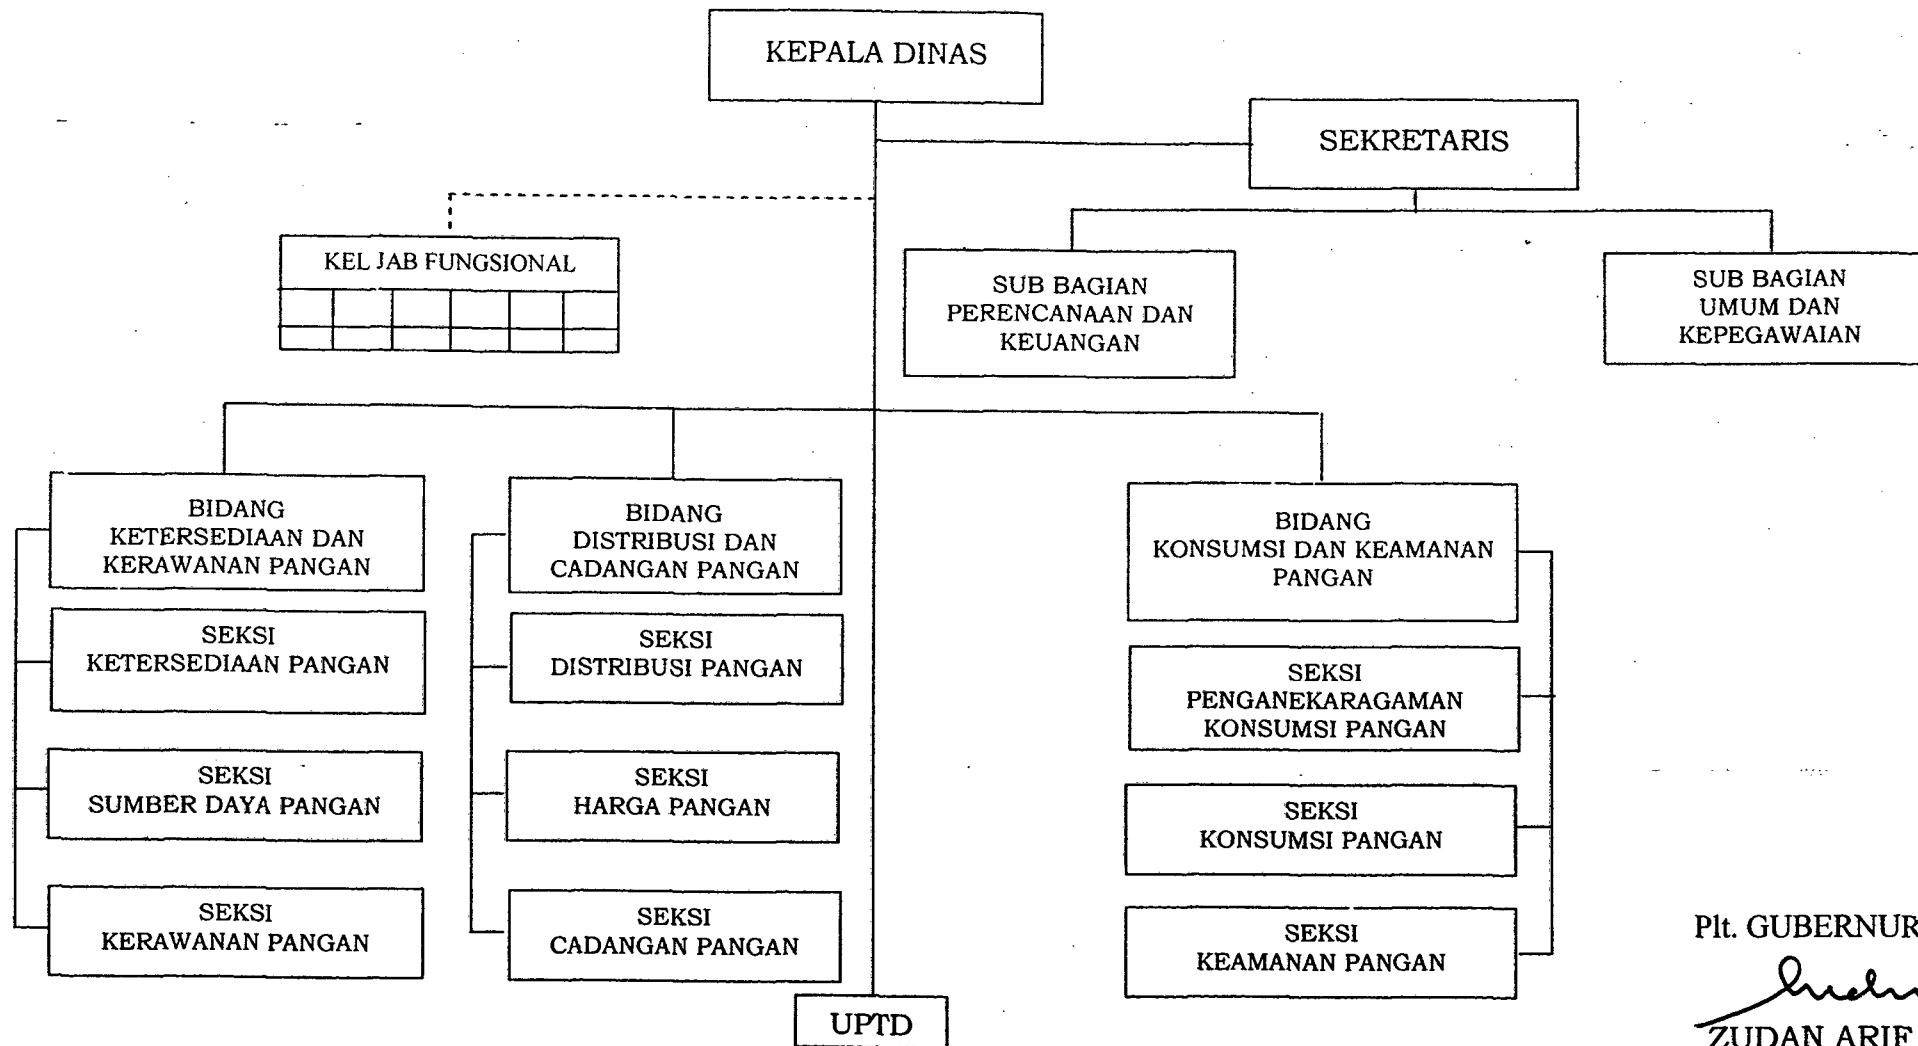 KEPALA DINAS
SEKRETARIS
KEL JAB FUNGSIONAL
SUB BAGIAN
PERENCANAAN DAN
KEUANGAN
SUB BAGIAN
UMUM DAN
KEPEGAWAIAN
BIDANG
KETERSEDIAAN DAN
KERAWANAN PANGAN
SEKSI
KETERSEDIAAN PANGAN
SEKSI
SUMBER DAYA PANGAN
SEKSI
KERAWANAN PANGAN
BIDANG
DISTRIBUSI DAN
CADANGAN PANGAN
SEKSI
DISTRIBUSI PANGAN
SEKSI
HARGA PANGAN
SEKSI
CADANGAN PANGAN
BIDANG
KONSUMSI DAN KEAMANAN
PANGAN
SEKSI
PENGANEKARAGAMAN
KONSUMSI PANGAN
SEKSI
KONSUMSI PANGAN
SEKSI
KEAMANAN PANGAN
UPTD
Plt. GUBERNUR
ZUDAN ARIF